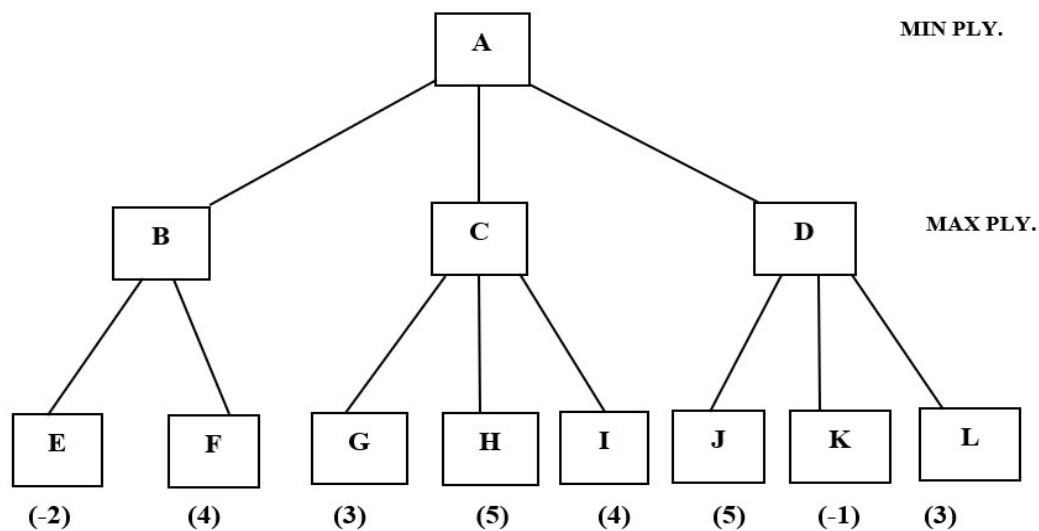 A
MIN PLY.
B
C
D
MAX PLY.
E
F
G
H
I
J
K
L
(-2)
(4)
(3)
(5)
(4)
(5)
(-1)
(3)